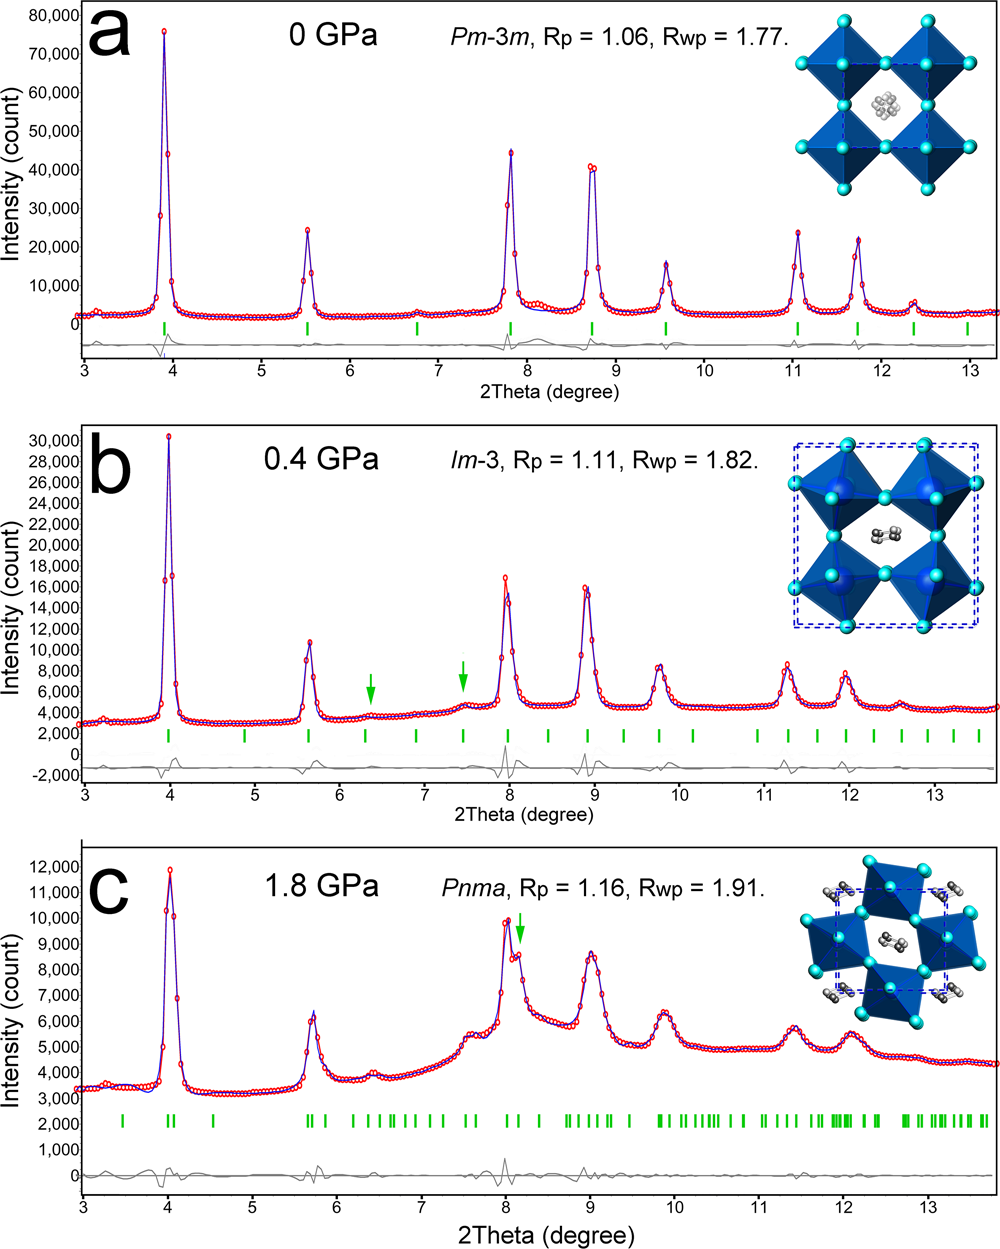 a
0 GPa
Pm-3m, Rp = 1.06, Rwp = 1.77.
Intensity (count)
80,000
70,000
60,000
50,000
40,000
30,000
20,000
10,000
0
3 4 5 6 7 8 9 10 11 12 13
2Theta (degree)
b
0.4 GPa
Im-3, Rp = 1.11, Rwp = 1.82.
Intensity (count)
30,000
28,000
26,000
24,000
22,000
20,000
18,000
16,000
14,000
12,000
10,000
8,000
6,000
4,000
2,000
0
-2,000
3 4 5 6 7 8 9 10 11 12 13
2Theta (degree)
c
1.8 GPa
Pnma, Rp = 1.16, Rwp = 1.91.
Intensity (count)
12,000
11,000
10,000
9,000
8,000
7,000
6,000
5,000
4,000
3,000
2,000
1,000
0
3 4 5 6 7 8 9 10 11 12 13
2Theta (degree)